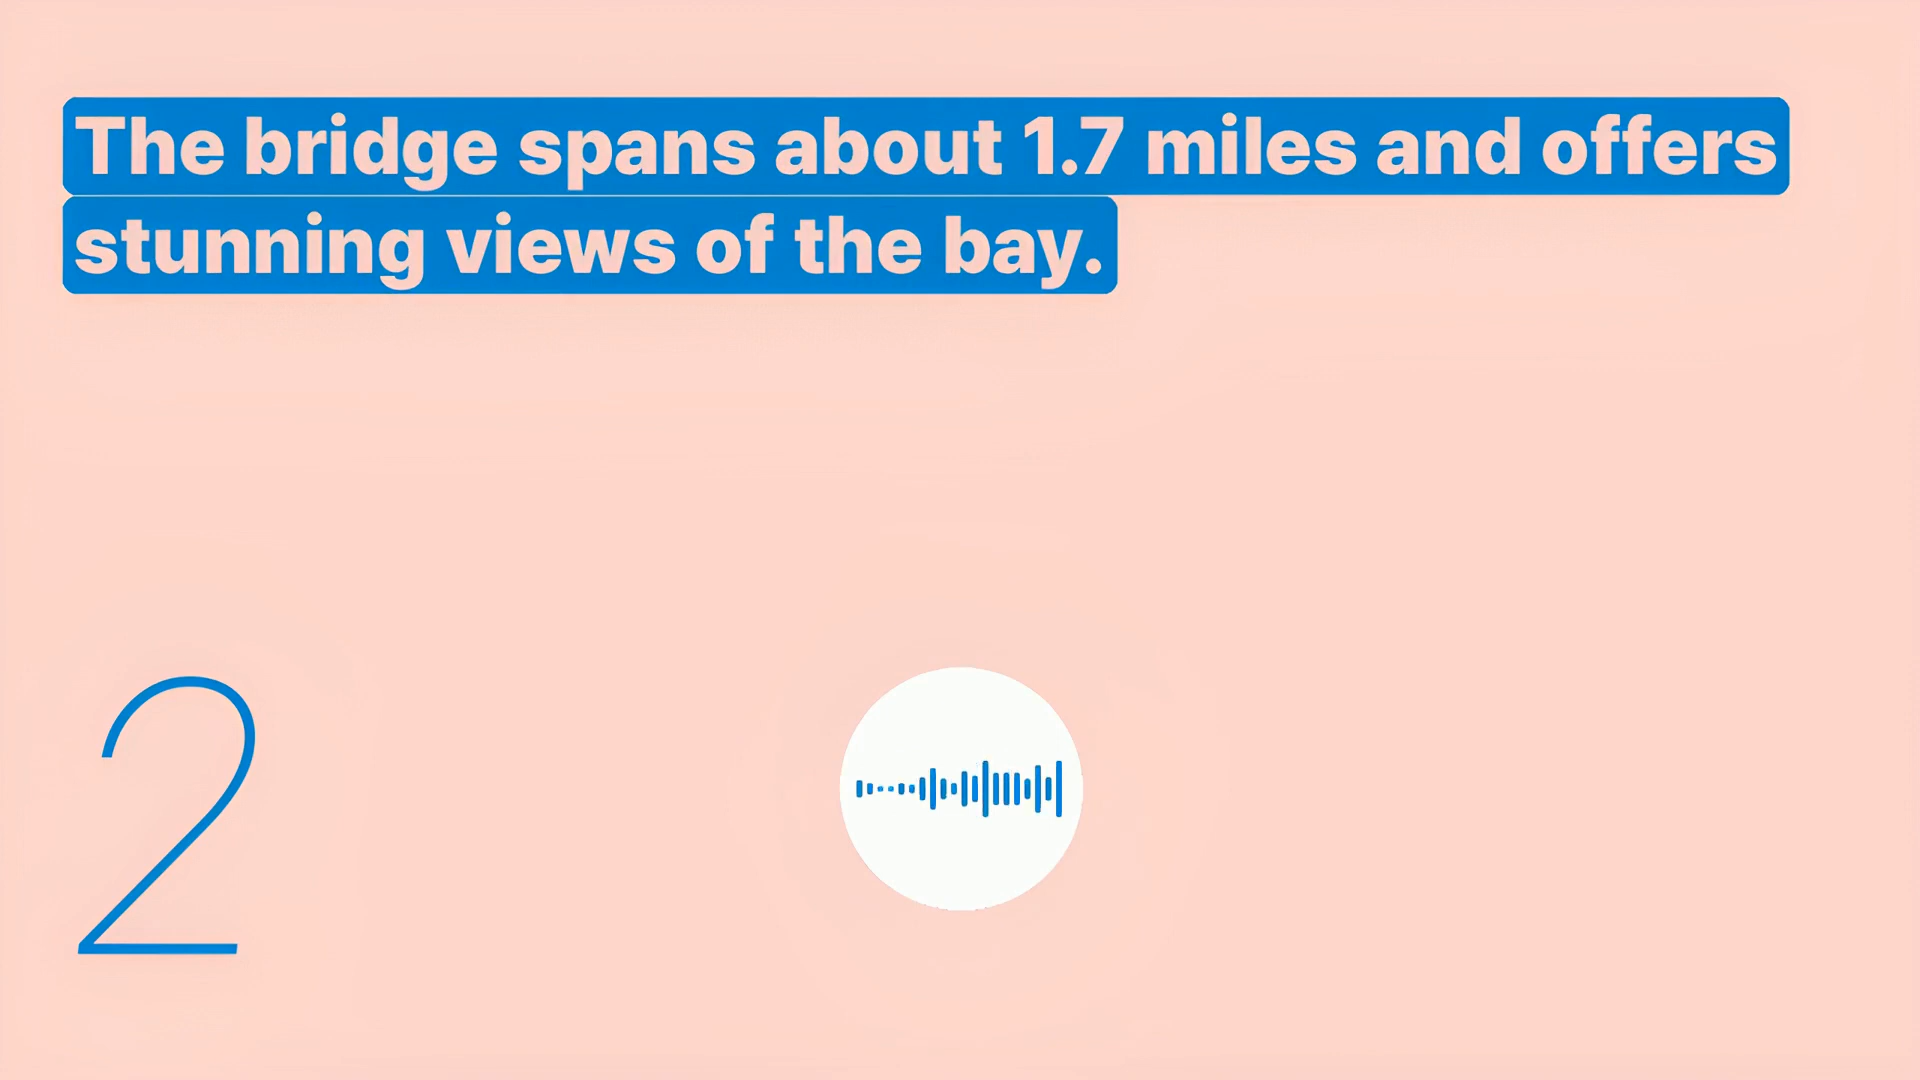 The bridge spans about 1.7 miles and offers
stunning views of the bay.
2